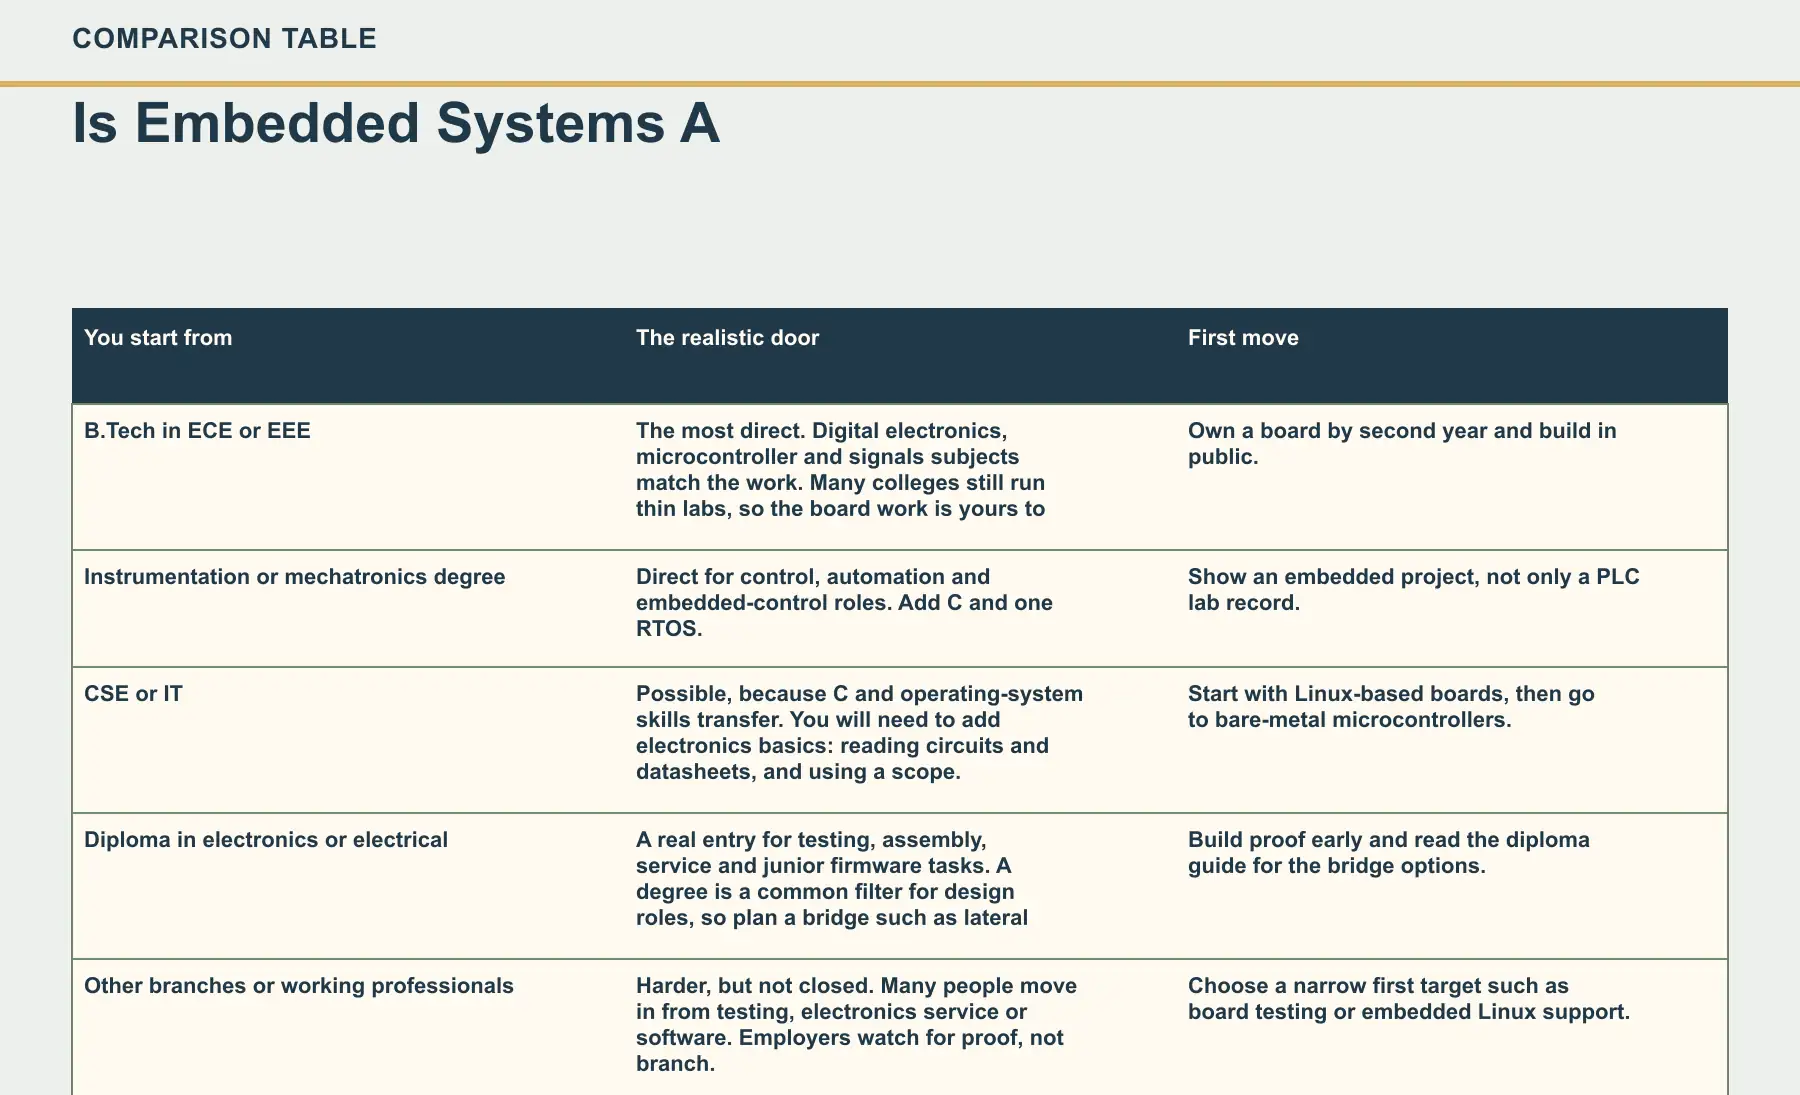 COMPARISON TABLE
Is Embedded Systems A
You start from
The realistic door
First move
B.Tech in ECE or EEE
The most direct. Digital electronics,
microcontroller and signals subjects
match the work. Many colleges still run
thin labs, so the board work is yours to
Own a board by second year and build in
public.
Instrumentation or mechatronics degree
Direct for control, automation and
embedded-control roles. Add C and one
RTOS.
Show an embedded project, not only a PLC
lab record.
CSE or IT
Possible, because C and operating-system
skills transfer. You will need to add
electronics basics: reading circuits and
datasheets, and using a scope.
Start with Linux-based boards, then go
to bare-metal microcontrollers.
Diploma in electronics or electrical
A real entry for testing, assembly,
service and junior firmware tasks. A
degree is a common filter for design
roles, so plan a bridge such as lateral
Build proof early and read the diploma
guide for the bridge options.
Other branches or working professionals
Harder, but not closed. Many people move
in from testing, electronics service or
software. Employers watch for proof, not
branch.
Choose a narrow first target such as
board testing or embedded Linux support.